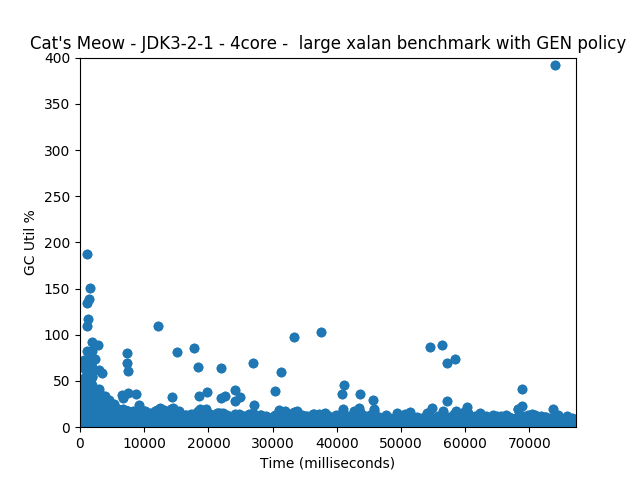 Cat's Meow - JDK3-2-1 - 4core -  large xalan benchmark with GEN policy
400
350
300
250
200
150
100
50
0
GC Util %
0 10000 20000 30000 40000 50000 60000 70000
Time (milliseconds)